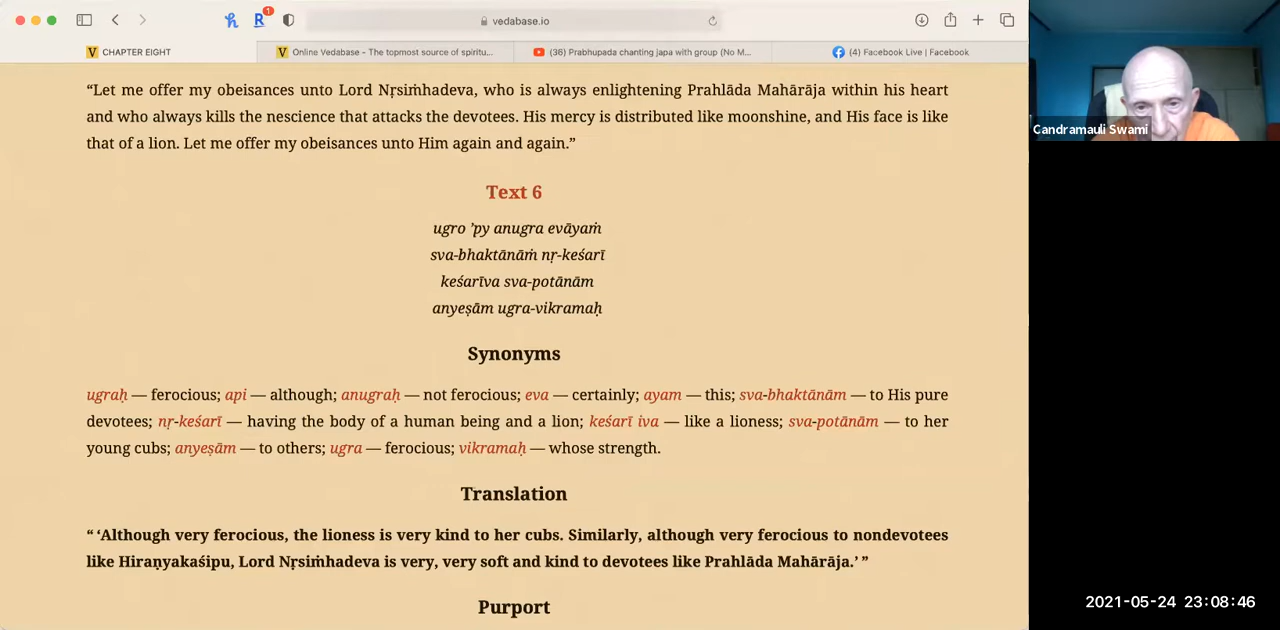 1
vedabase.io
V CHAPTER EIGHT
V Online Vedabase - The topmost source of spiritu...
(36) Prabhupada chanting japa with group (No M...
(4) Facebook Live | Facebook
“Let me offer my obeisances unto Lord Nṛsiṁhadeva, who is always enlightening Prahlāda Mahārāja within his heart
and who always kills the nescience that attacks the devotees. His mercy is distributed like moonshine, and His face is like
that of a lion. Let me offer my obeisances unto Him again and again.”
Text 6
ugro ’py anugra evāyaṁ
sva-bhaktānāṁ nṛ-keśarī
keśarīva sva-potānām
anyeṣām ugra-vikramaḥ
Synonyms
ugraḥ — ferocious; api — although; anugraḥ — not ferocious; eva — certainly; ayam — this; sva-bhaktānām — to His pure
devotees; nṛ-keśarī — having the body of a human being and a lion; keśarī iva — like a lioness; sva-potānām — to her
young cubs; anyeṣām — to others; ugra — ferocious; vikramaḥ — whose strength.
Translation
“ ‘Although very ferocious, the lioness is very kind to her cubs. Similarly, although very ferocious to nondevotees
like Hiraṇyakaśipu, Lord Nṛsiṁhadeva is very, very soft and kind to devotees like Prahlāda Mahārāja.’ ”
Purport
Candramauli Swami
2021-05-24 23:08:46